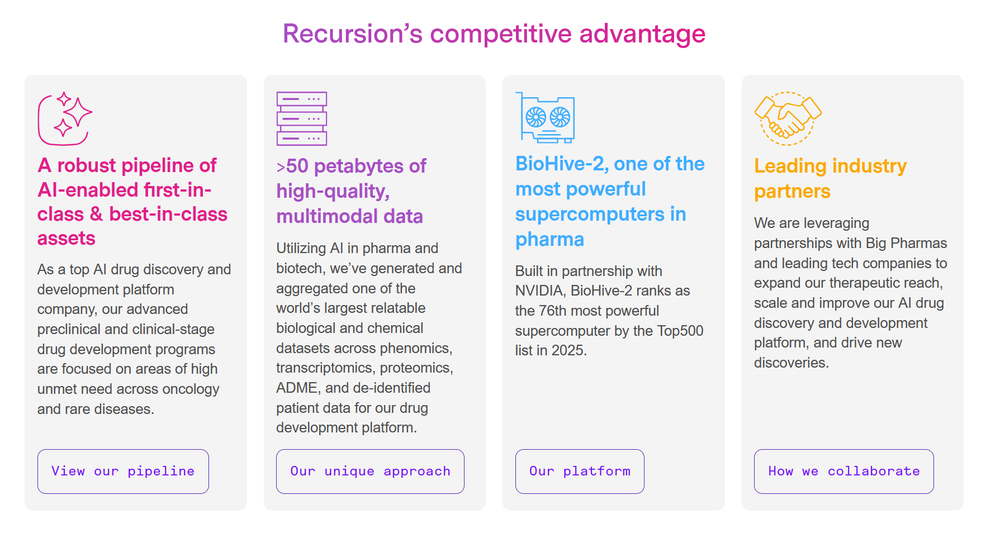 Recursion’s competitive advantage
A robust pipeline of
AI-enabled first-in-
class & best-in-class
assets
As a top AI drug discovery and
development platform
company, our advanced
preclinical and clinical-stage
drug development programs
are focused on areas of high
unmet need across oncology
and rare diseases.
View our pipeline
>50 petabytes of
high-quality,
multimodal data
Utilizing AI in pharma and
biotech, we’ve generated and
aggregated one of the
world’s largest relatable
biological and chemical
datasets across phenomics,
transcriptomics, proteomics,
ADME, and de-identified
patient data for our drug
development platform.
Our unique approach
BioHive-2, one of the
most powerful
supercomputers in
pharma
Built in partnership with
NVIDIA, BioHive-2 ranks as
the 76th most powerful
supercomputer by the Top500
list in 2025.
Our platform
Leading industry
partners
We are leveraging
partnerships with Big Pharmas
and leading tech companies to
expand our therapeutic reach,
scale and improve our AI drug
discovery and development
platform, and drive new
discoveries.
How we collaborate